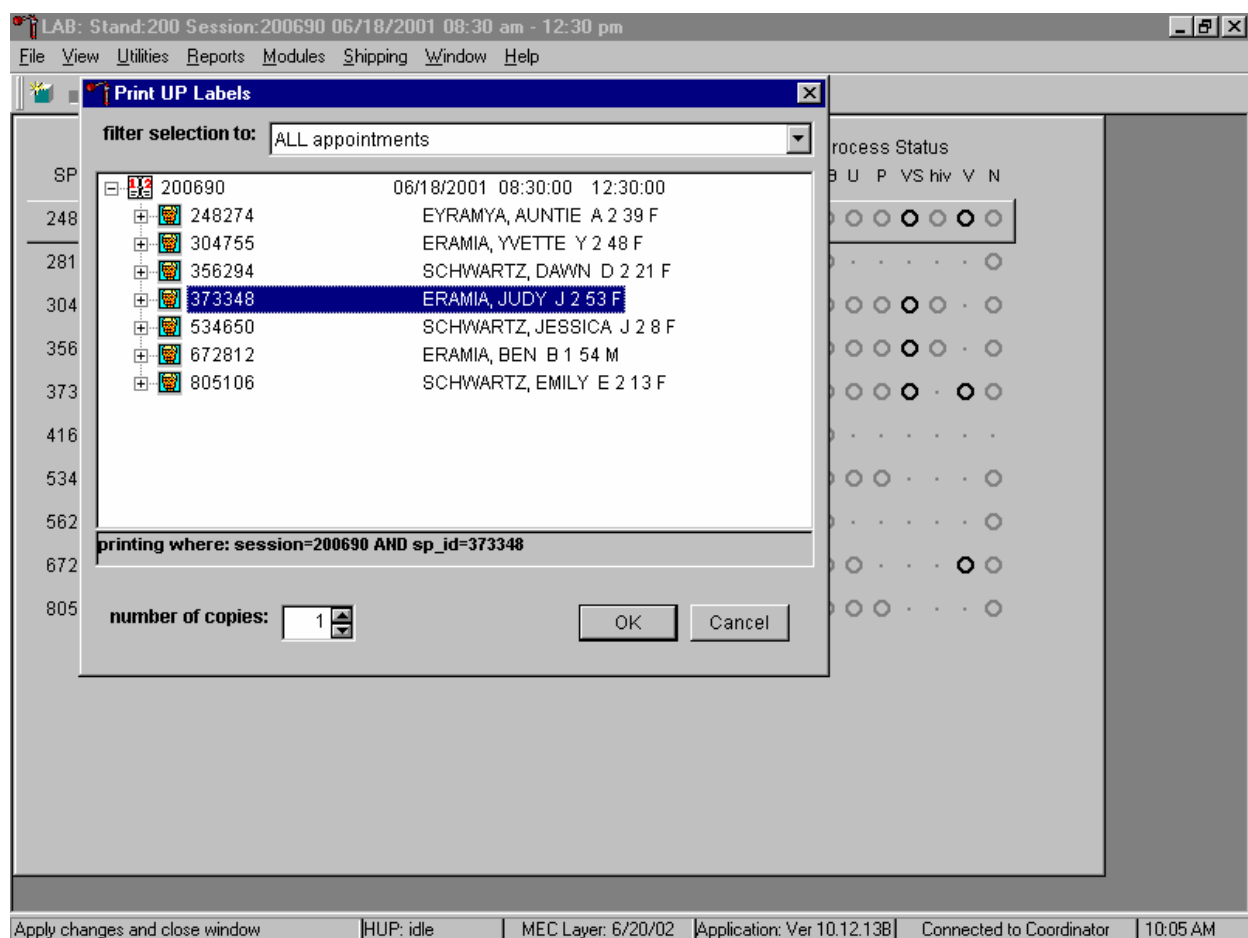 LAB: Stand:200 Session:200690 06/18/2001 08:30 am - 12:30 pm
File View Utilities Reports Modules Shipping Window Help
Print UP Labels
filter selection to: ALL appointments
rocess Status
SP
U P VS hiv V N
200690 06/18/2001 08:30:00 12:30:00
248274 EYRAMYA, AUNTIE A 2 39 F
304755 ERAMIA, YVETTE Y 2 48 F
356294 SCHWARTZ, DAWN D 2 21 F
373348 ERAMIA, JUDY J 2 53 F
534650 SCHWARTZ, JESSICA J 2 8 F
672812 ERAMIA, BEN B 1 54 M
805106 SCHWARTZ, EMILY E 2 13 F
248
281
304
356
373
416
534
562
672
805
printing where: session=200690 AND sp_id=373348
number of copies: 1 OK Cancel
Apply changes and close window HUP: idle MEC Layer: 6/20/02 Application: Ver 10.12.13B Connected to Coordinator 10:05 AM